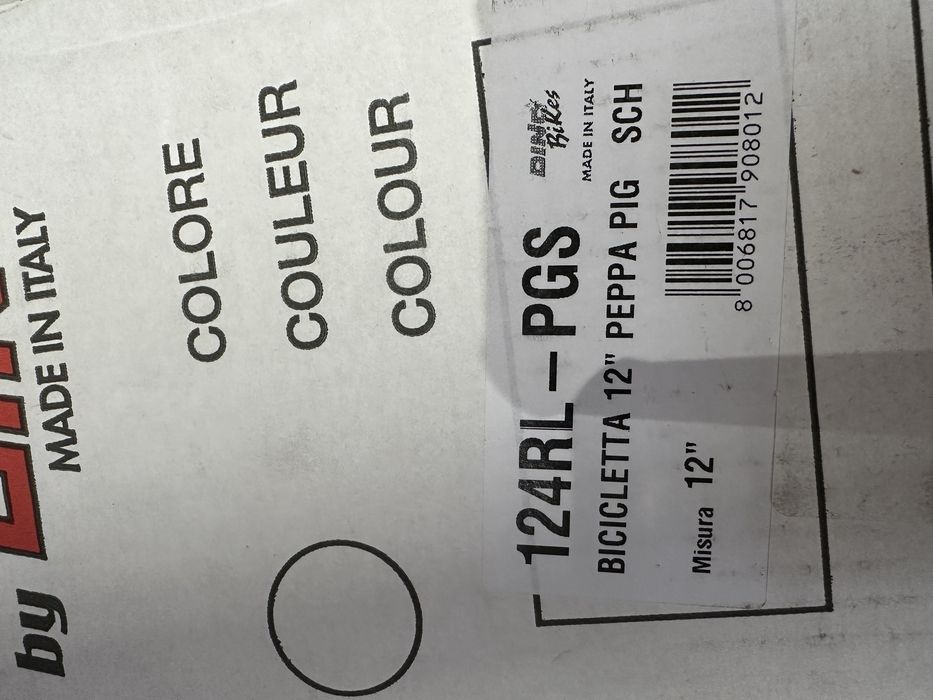 by
MADE IN ITALY
COLORE
COULEUR
COLOUR
124RL – PGS
DINO Bikes
MADE IN ITALY
BICICLETTA 12" PEPPA PIG SCH
Misura 12"
8 006817 908012